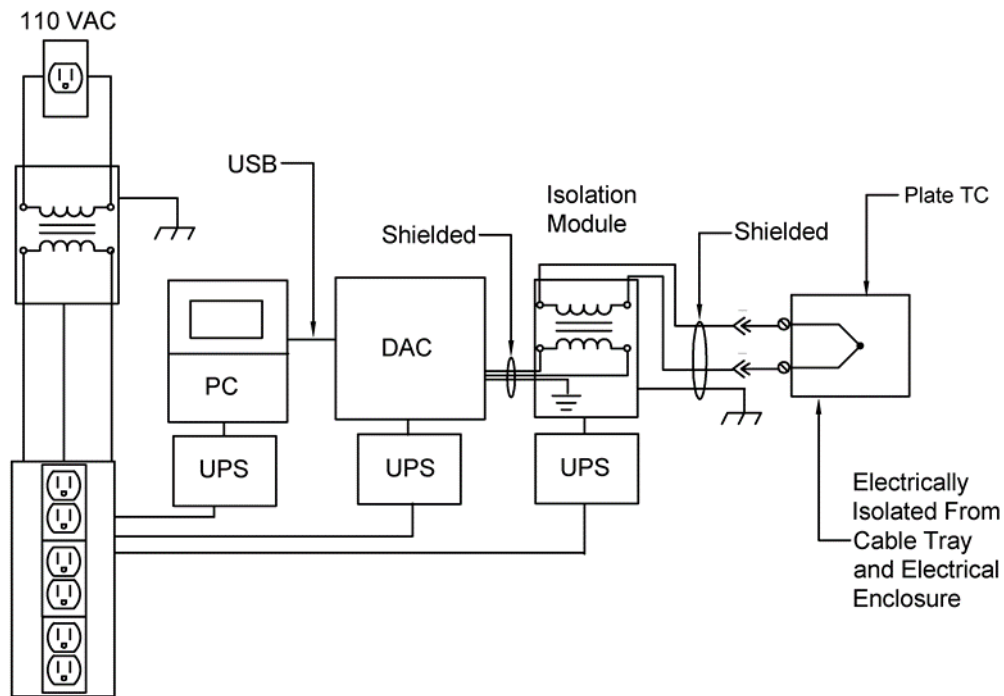 110 VAC
USB
Shielded
Isolation
Module
Shielded
Plate TC
PC
DAC
UPS
UPS
UPS
Electrically
Isolated From
Cable Tray
and Electrical
Enclosure